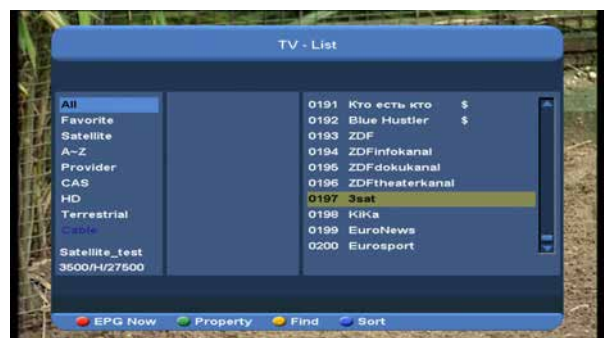 TV - List
All
Favorite
Satellite
A~Z
Provider
CAS
HD
Terrestrial
Cable
Satellite_test
3500/H/27500
0191 Кто есть кто $
0192 Blue Hustler $
0193 ZDF
0194 ZDFinfokanal
0195 ZDFdokukanal
0196 ZDFtheaterkanal
0197 3sat
0198 KiKa
0199 EuroNews
0200 Eurosport
EPG Now Property Find Sort